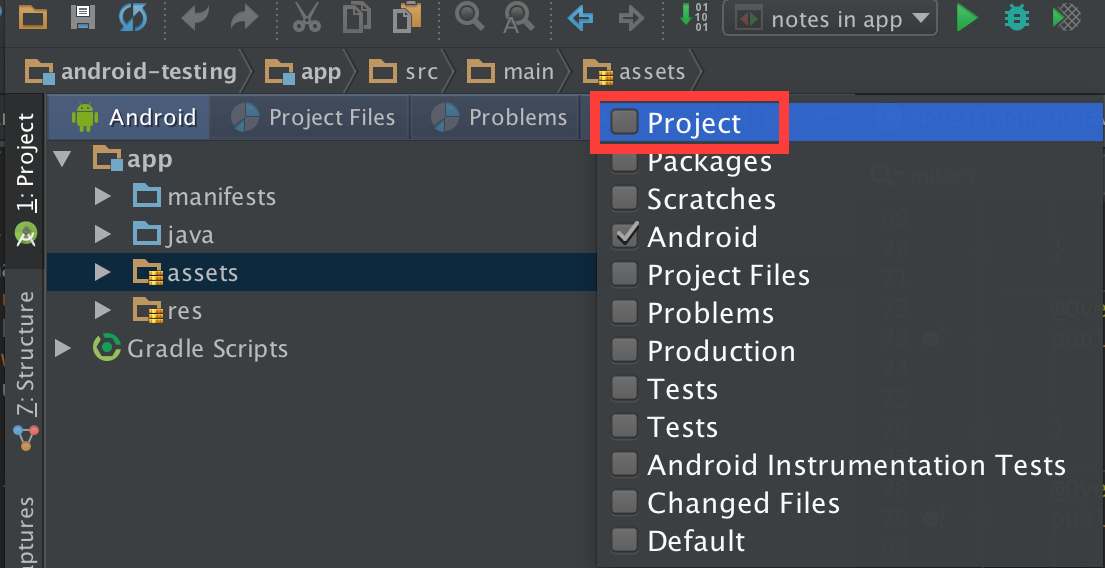 notes in app
android-testing app src main assets
Android Project Files Problems
1: Project
7: Structure
aptures
app
manifests
java
assets
res
Gradle Scripts
Project
Packages
Scratches
Android
Project Files
Problems
Production
Tests
Tests
Android Instrumentation Tests
Changed Files
Default